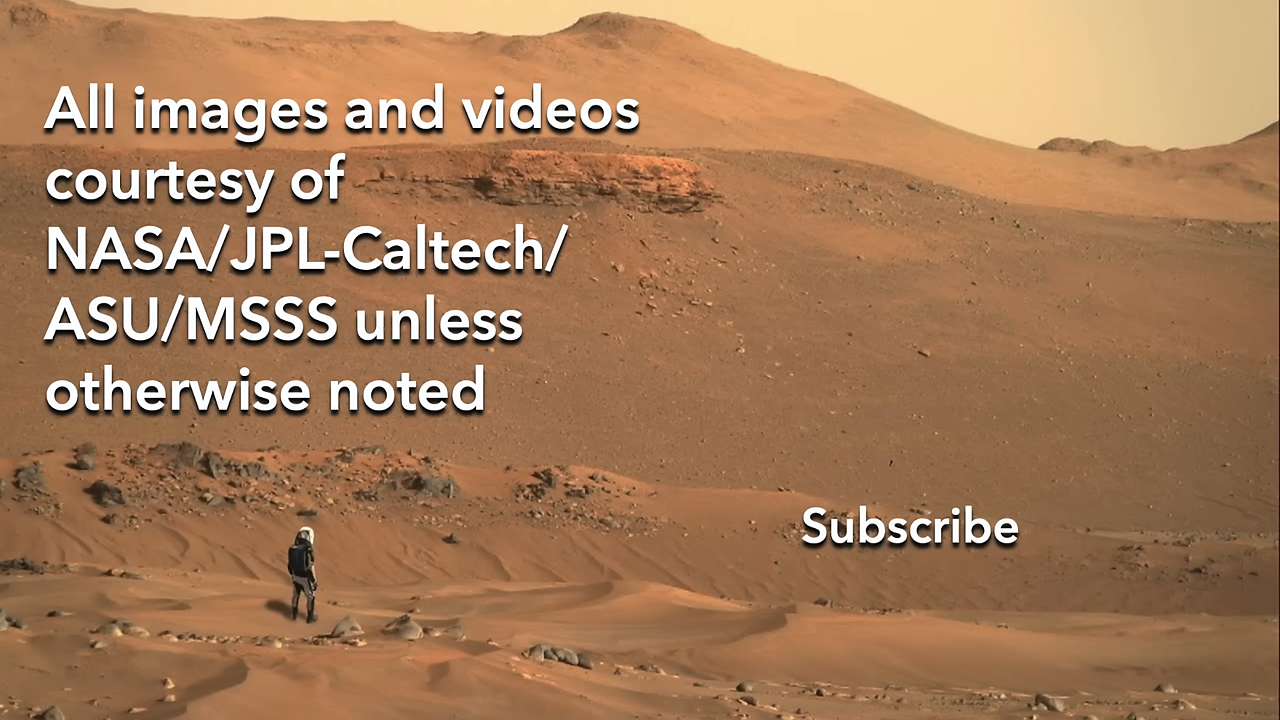 All images and videos
courtesy of
NASA/JPL-Caltech/
ASU/MSSS unless
otherwise noted
Subscribe